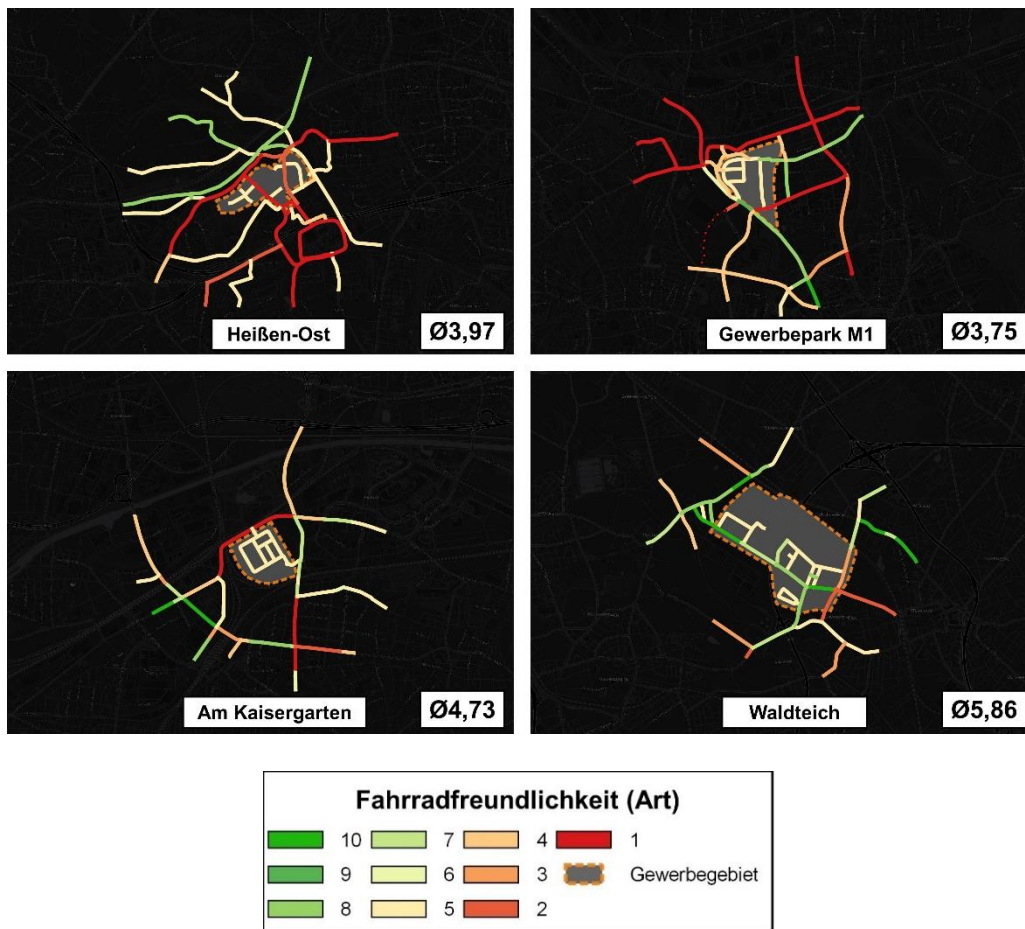 Heißen-Ost
Ø3,97
Gewerbepark M1
Ø3,75
Am Kaisergarten
Ø4,73
Waldteich
Ø5,86
Fahrradfreundlichkeit (Art)
10 7 4 1
9 6 3 Gewerbegebiet
8 5 2